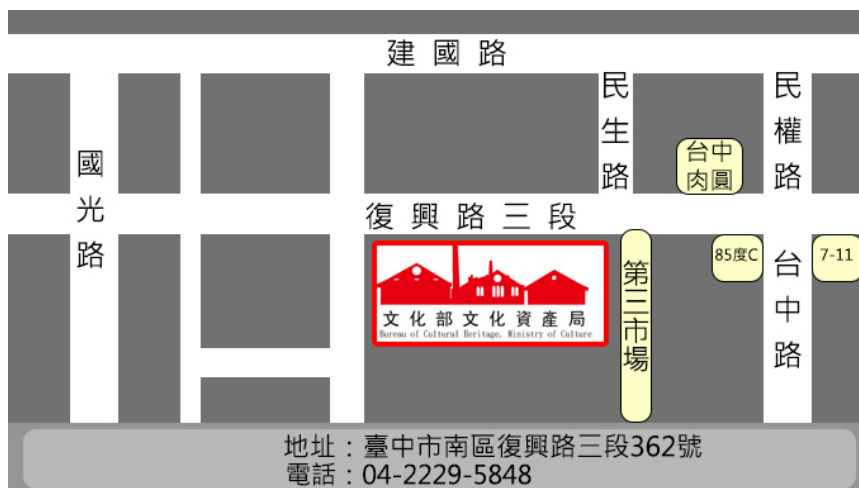 建國路
民生路
民權路
國光路
台中
肉圓
復興路三段
文化部文化資產局
Bureau of Cultural Heritage, Ministry of Culture
第三市場
85度C
台中路
7-11
地址：臺中市南區復興路三段362號
電話：04-2229-5848